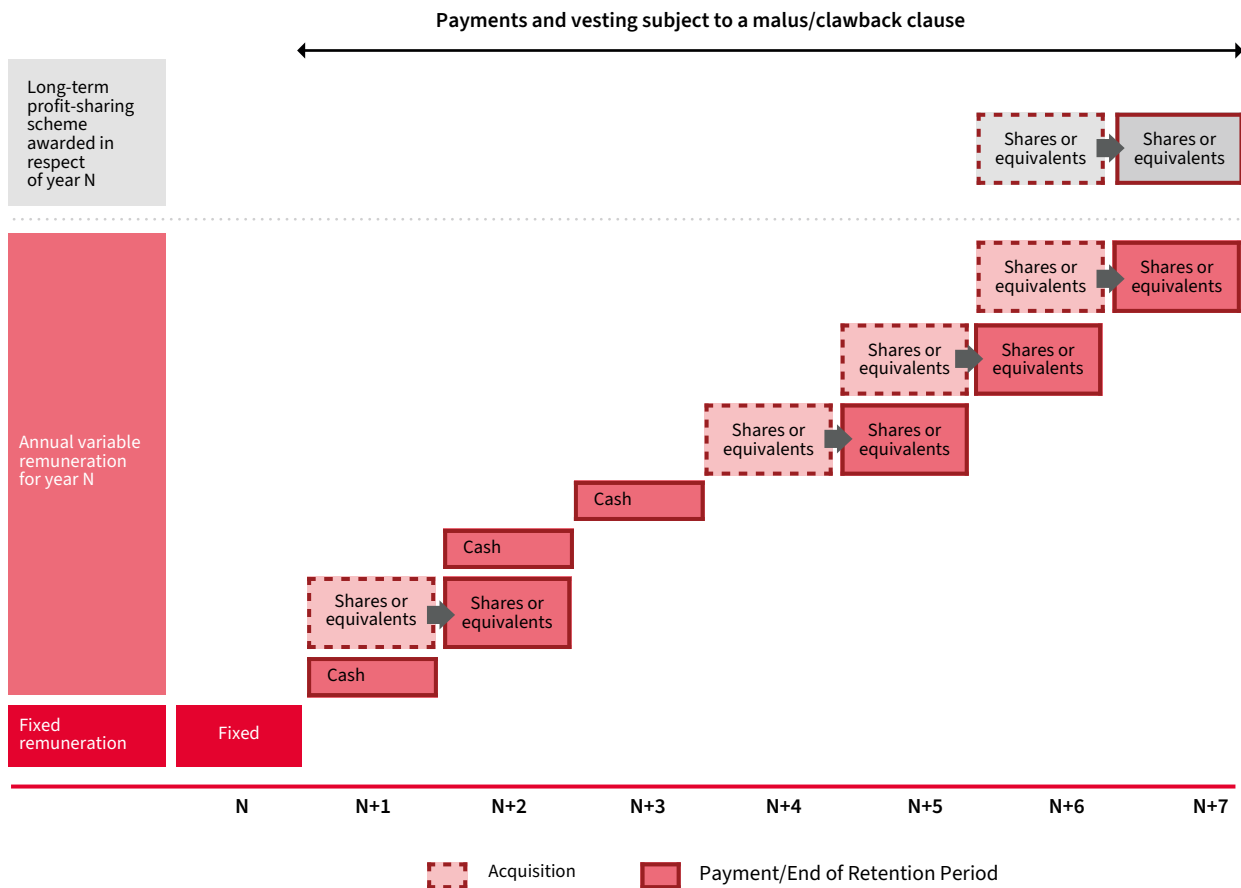 Payments and vesting subject to a malus/clawback clause
Long-term
profit-sharing
scheme
awarded in
respect
of year N
Shares or
equivalents
Shares or
equivalents
Shares or
equivalents
Shares or
equivalents
Shares or
equivalents
Shares or
equivalents
Shares or
equivalents
Shares or
equivalents
Annual variable
remuneration
for year N
Cash
Cash
Shares or
equivalents
Shares or
equivalents
Cash
Fixed
remuneration
Fixed
N
N+1
N+2
N+3
N+4
N+5
N+6
N+7
Acquisition
Payment/End of Retention Period